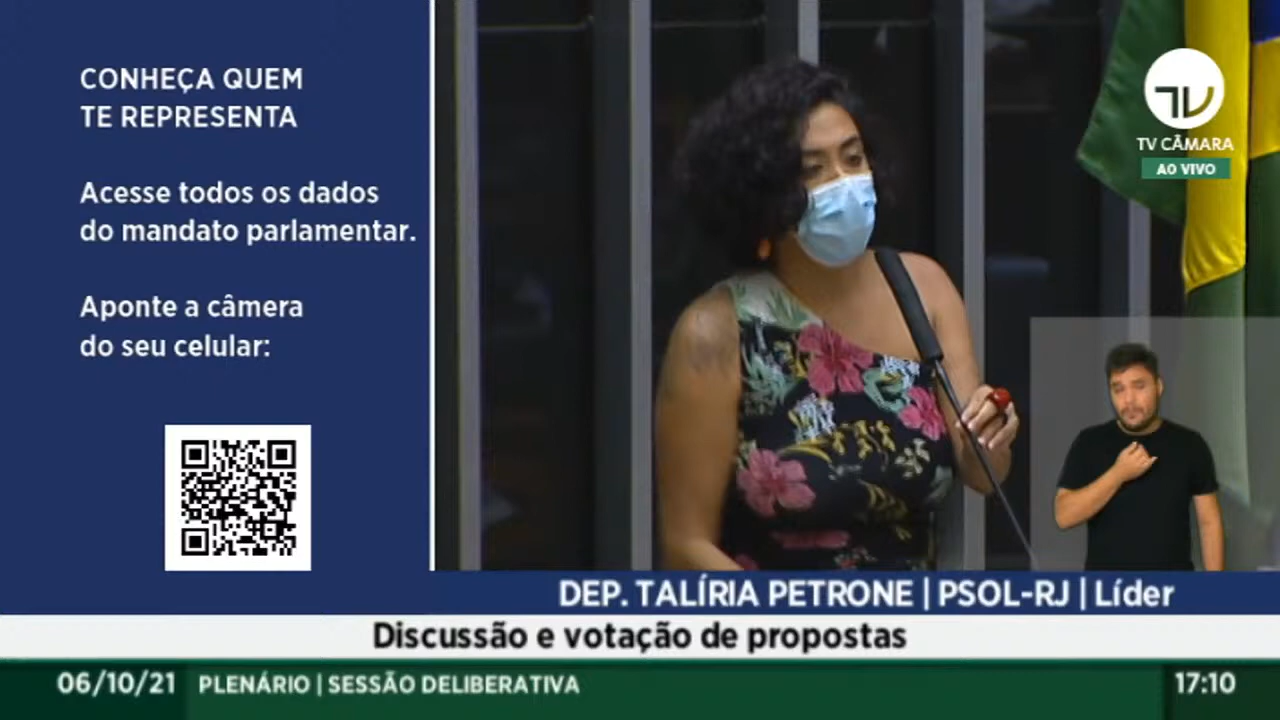 CONHEÇA QUEM
TE REPRESENTA
Acesse todos os dados
do mandato parlamentar.
Aponte a câmera
do seu celular:
TV CÂMARA
AO VIVO
DEP. TALÍRIA PETRONE | PSOL-RJ | Líder
Discussão e votação de propostas
06/10/21 PLENÁRIO | SESSÃO DELIBERATIVA 17:10